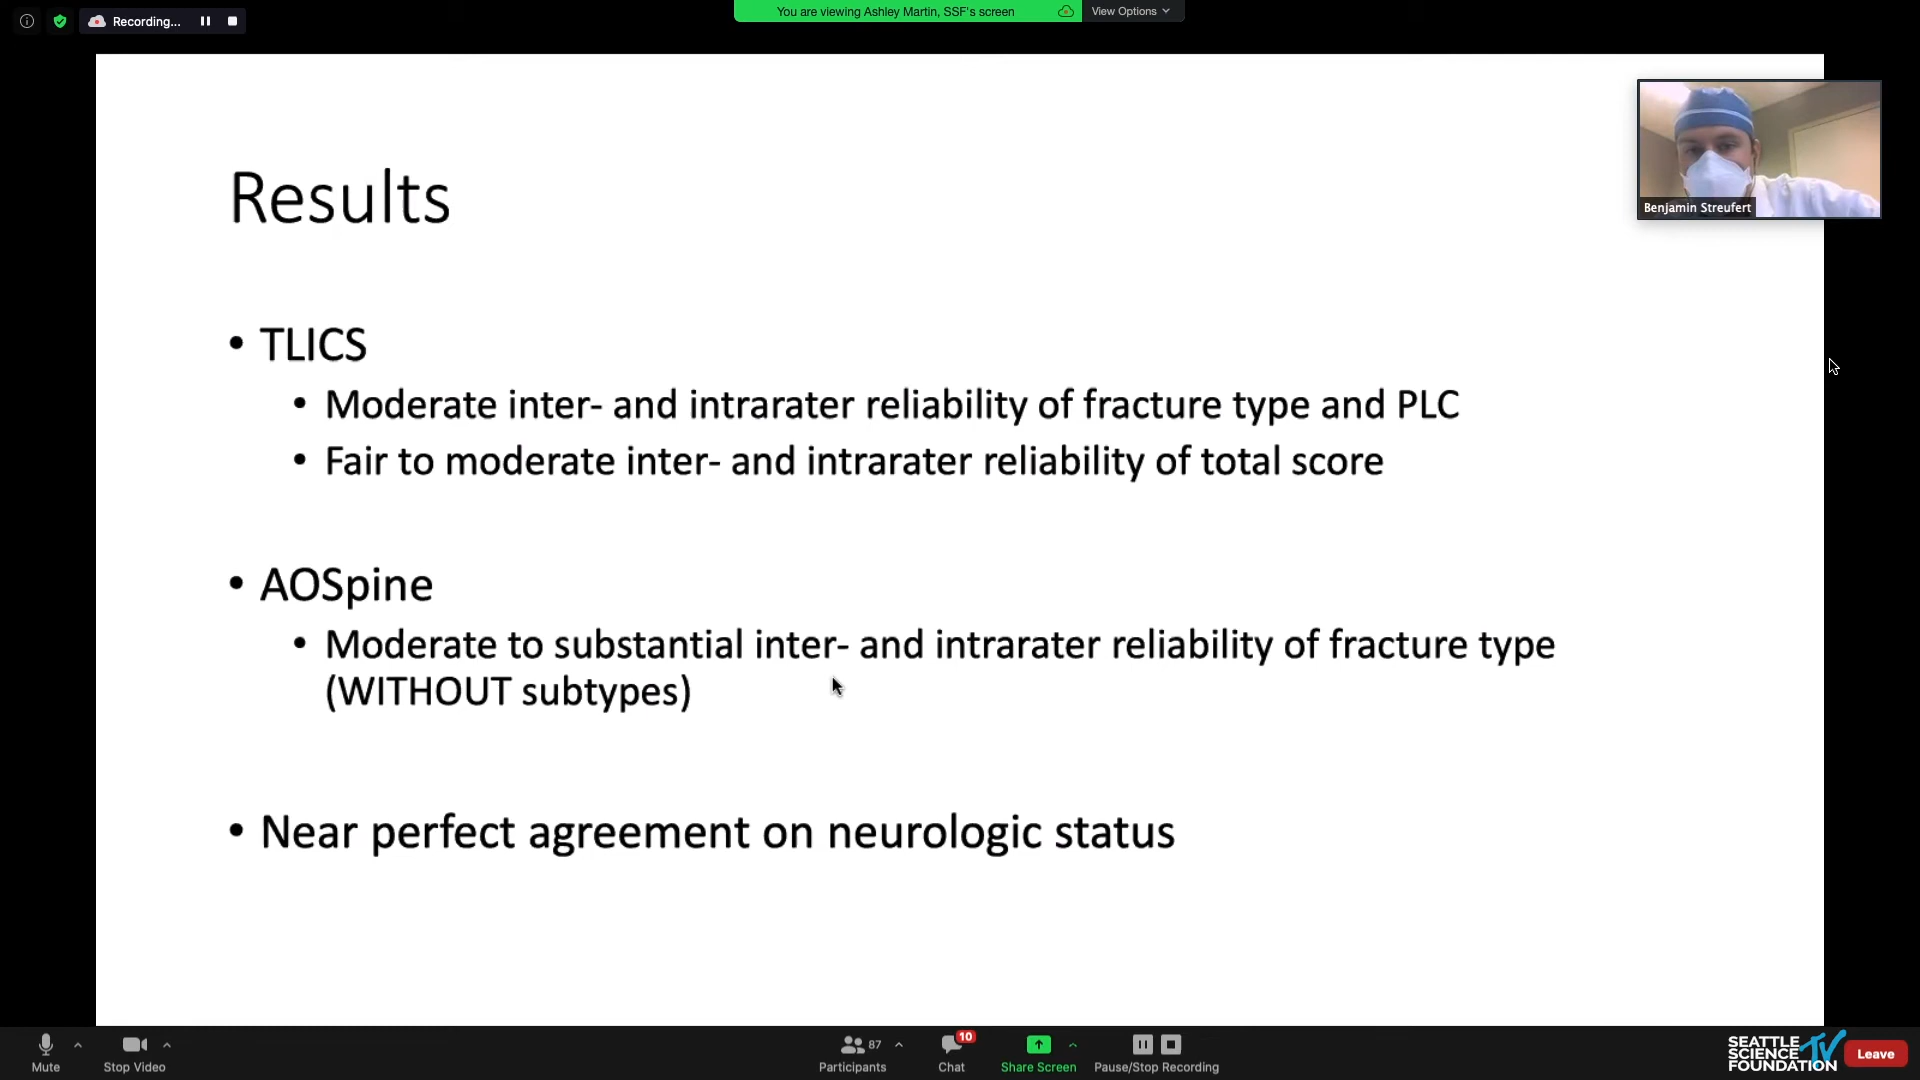 Recording...
You are viewing Ashley Martin, SSF's screen
View Options
Benjamin Streufert
Results
• TLICS
• Moderate inter- and intrarater reliability of fracture type and PLC
• Fair to moderate inter- and intrarater reliability of total score
• AOSpine
• Moderate to substantial inter- and intrarater reliability of fracture type
(WITHOUT subtypes)
• Near perfect agreement on neurologic status
Mute
Stop Video
87
Participants
10
Chat
Share Screen
Pause/Stop Recording
SEATTLE
SCIENCE TV
FOUNDATION
Leave